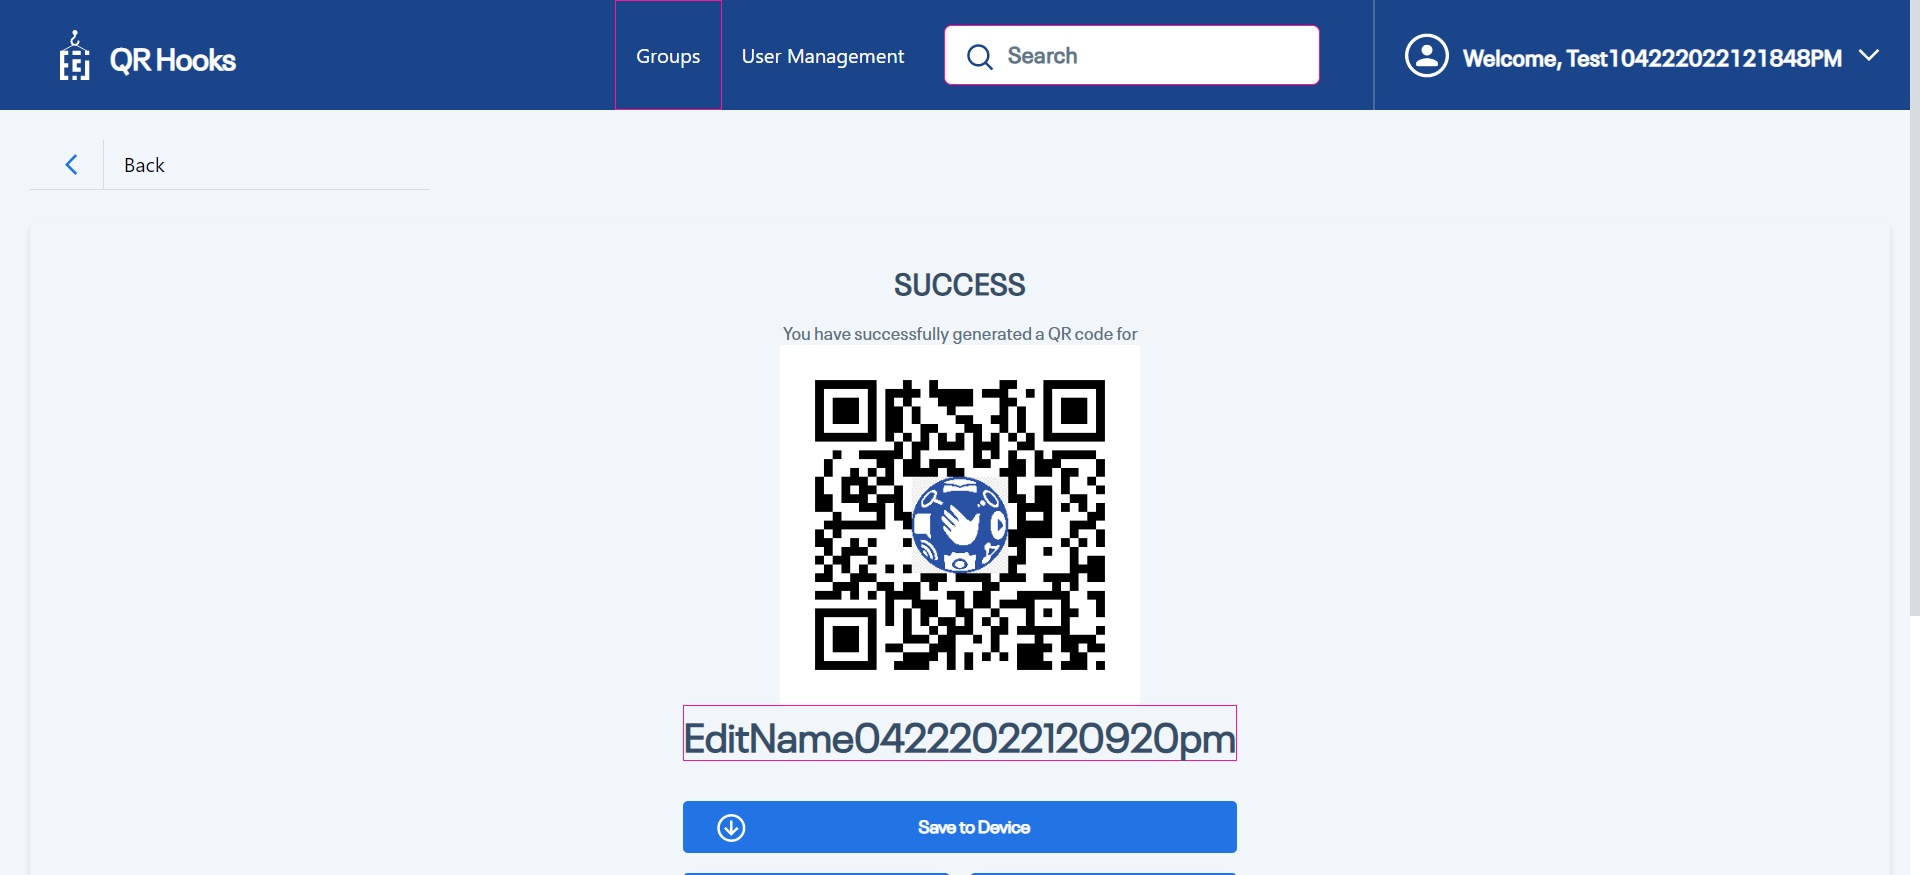 QR Hooks
Groups
User Management
Search
Welcome, Test104222022121848PM
Back
SUCCESS
You have successfully generated a QR code for
EditName04222022120920pm
Save to Device